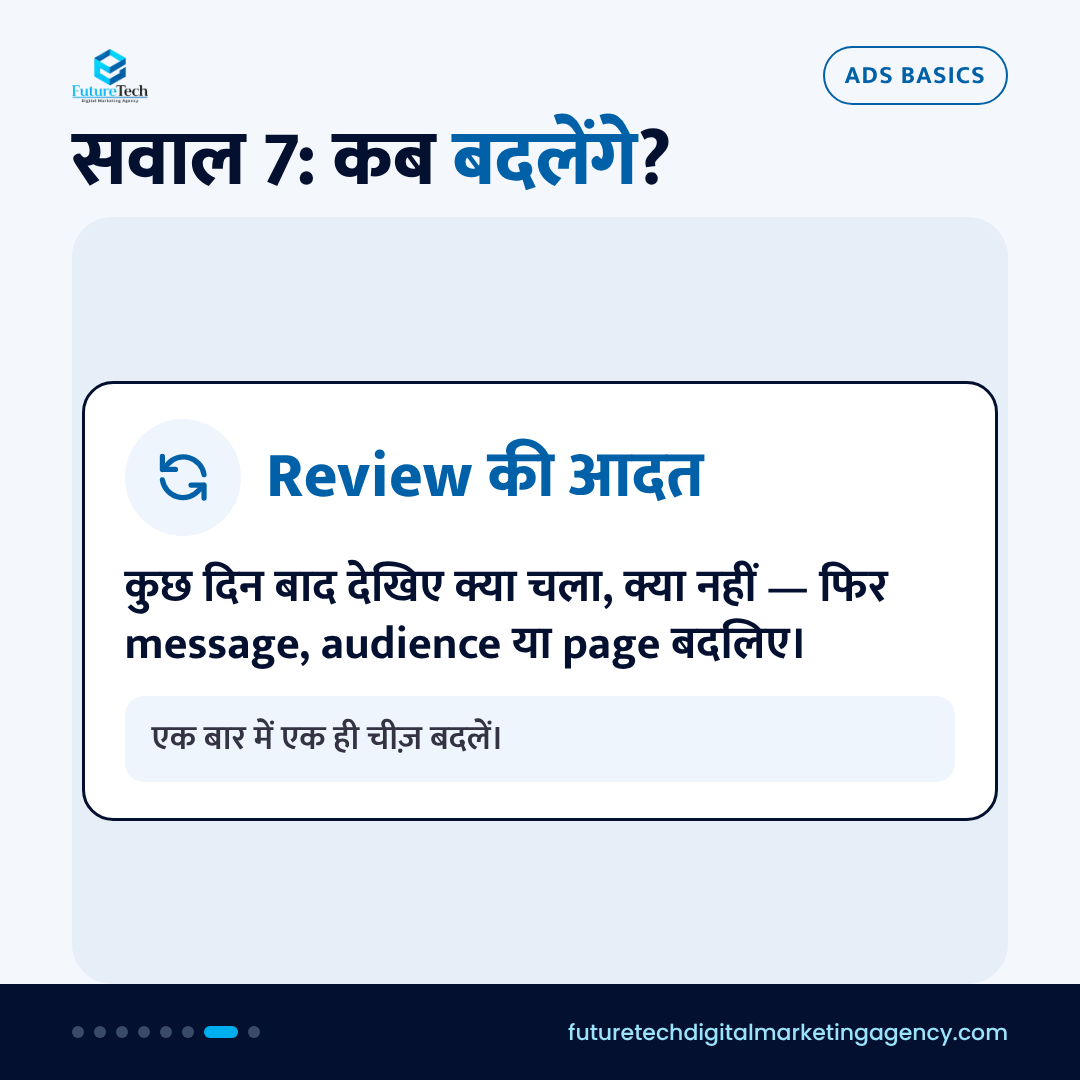 FutureTech
Digital Marketing Agency
ADS BASICS
सवाल 7: कब बदलेंगे?
Review की आदत
कुछ दिन बाद देखिए क्या चला, क्या नहीं — फिर
message, audience या page बदलिए।
एक बार में एक ही चीज़ बदलें।
futuretechdigitalmarketingagency.com